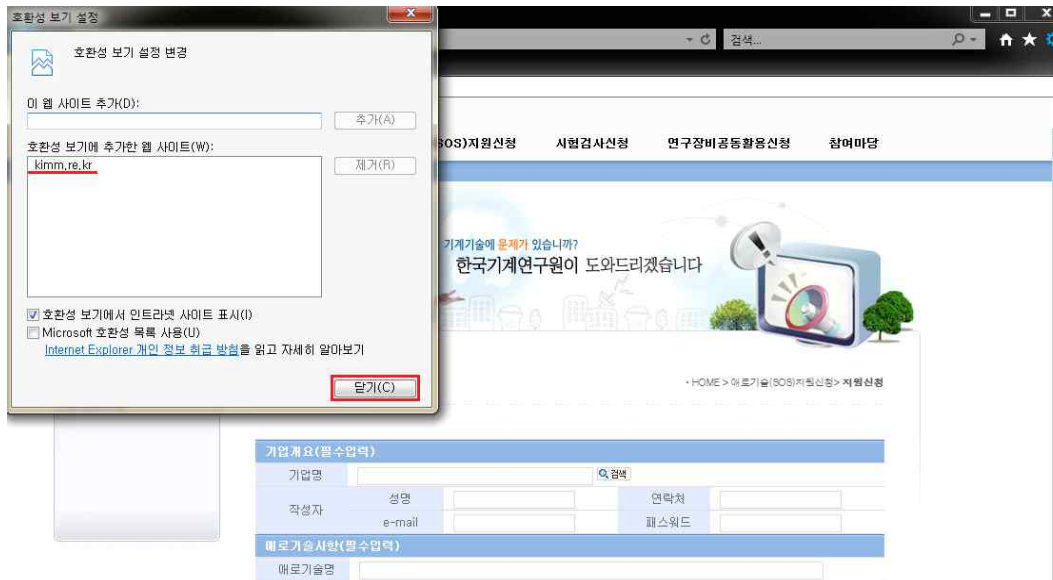 호환성 보기 설정
호환성 보기 설정 변경
이 웹 사이트 추가(D):
추가(A)
호환성 보기에 추가한 웹 사이트(W):
kimm.re.kr
제거(R)
호환성 보기에서 인트라넷 사이트 표시(I)
Microsoft 호환성 목록 사용(U)
Internet Explorer 개인 정보 취급 방침을 읽고 자세히 알아보기
닫기(C)
검색...
SOS)지원신청 시험검사신청 연구장비공동활용신청 참여마당
기계기술에 문제가 있습니까?
한국기계연구원이 도와드리겠습니다
· HOME > 애로기술(SOS)지원신청> 지원신청
기업개요(필수입력)
기업명
검색
작성자
성명
연락처
e-mail
패스워드
애로기술사항(필수입력)
애로기술명